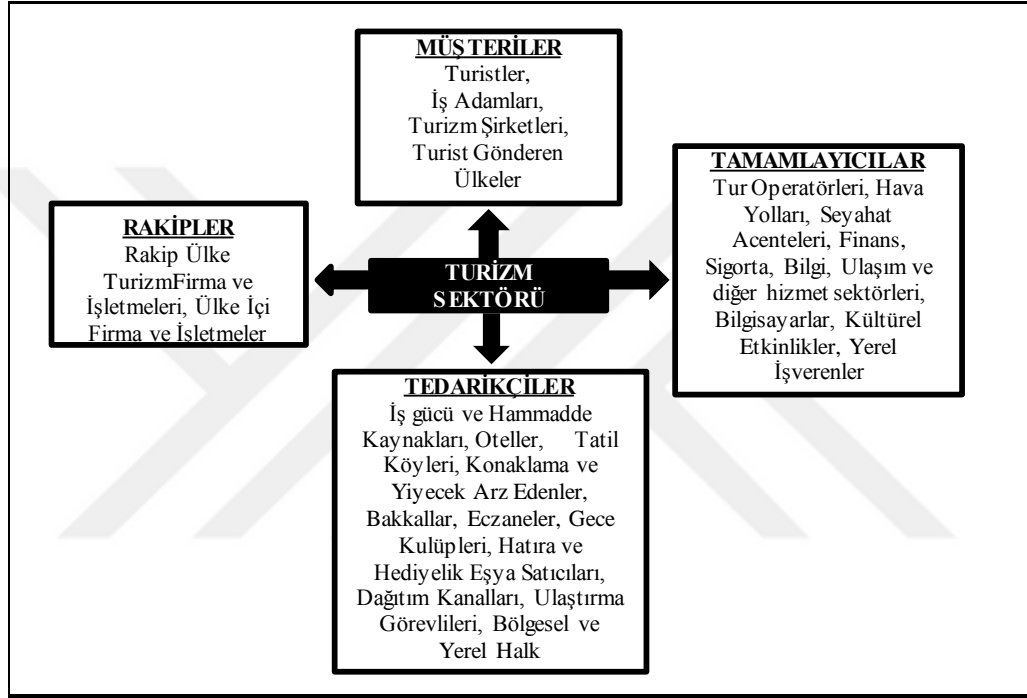 MÜŞTERİLER
Turistler,
İş Adamları,
Turizm Şirketleri,
Turist Gönderen
Ülkeler
RAKİPLER
Rakip Ülke
TurizmFirma ve
İşletmeleri, Ülke İçi
Firma ve İşletmeler
TURİZM
SEKTÖRÜ
TAMAMLAYICILAR
Tur Operatörleri, Hava
Yolları, Seyahat
Acenteleri, Finans,
Sigorta, Bilgi, Ulaşım ve
diğer hizmet sektörleri,
Bilgisayarlar, Kültürel
Etkinlikler, Yerel
İşverenler
TEDARİKÇİLER
İş gücü ve Hammadde
Kaynakları, Oteller, Tatil
Köyleri, Konaklama ve
Yiyecek Arz Edenler,
Bakkallar, Eczaneler, Gece
Kulüpleri, Hatıra ve
Hediyelik Eşya Satıcıları,
Dağıtım Kanalları, Ulaştırma
Görevlileri, Bölgesel ve
Yerel Halk